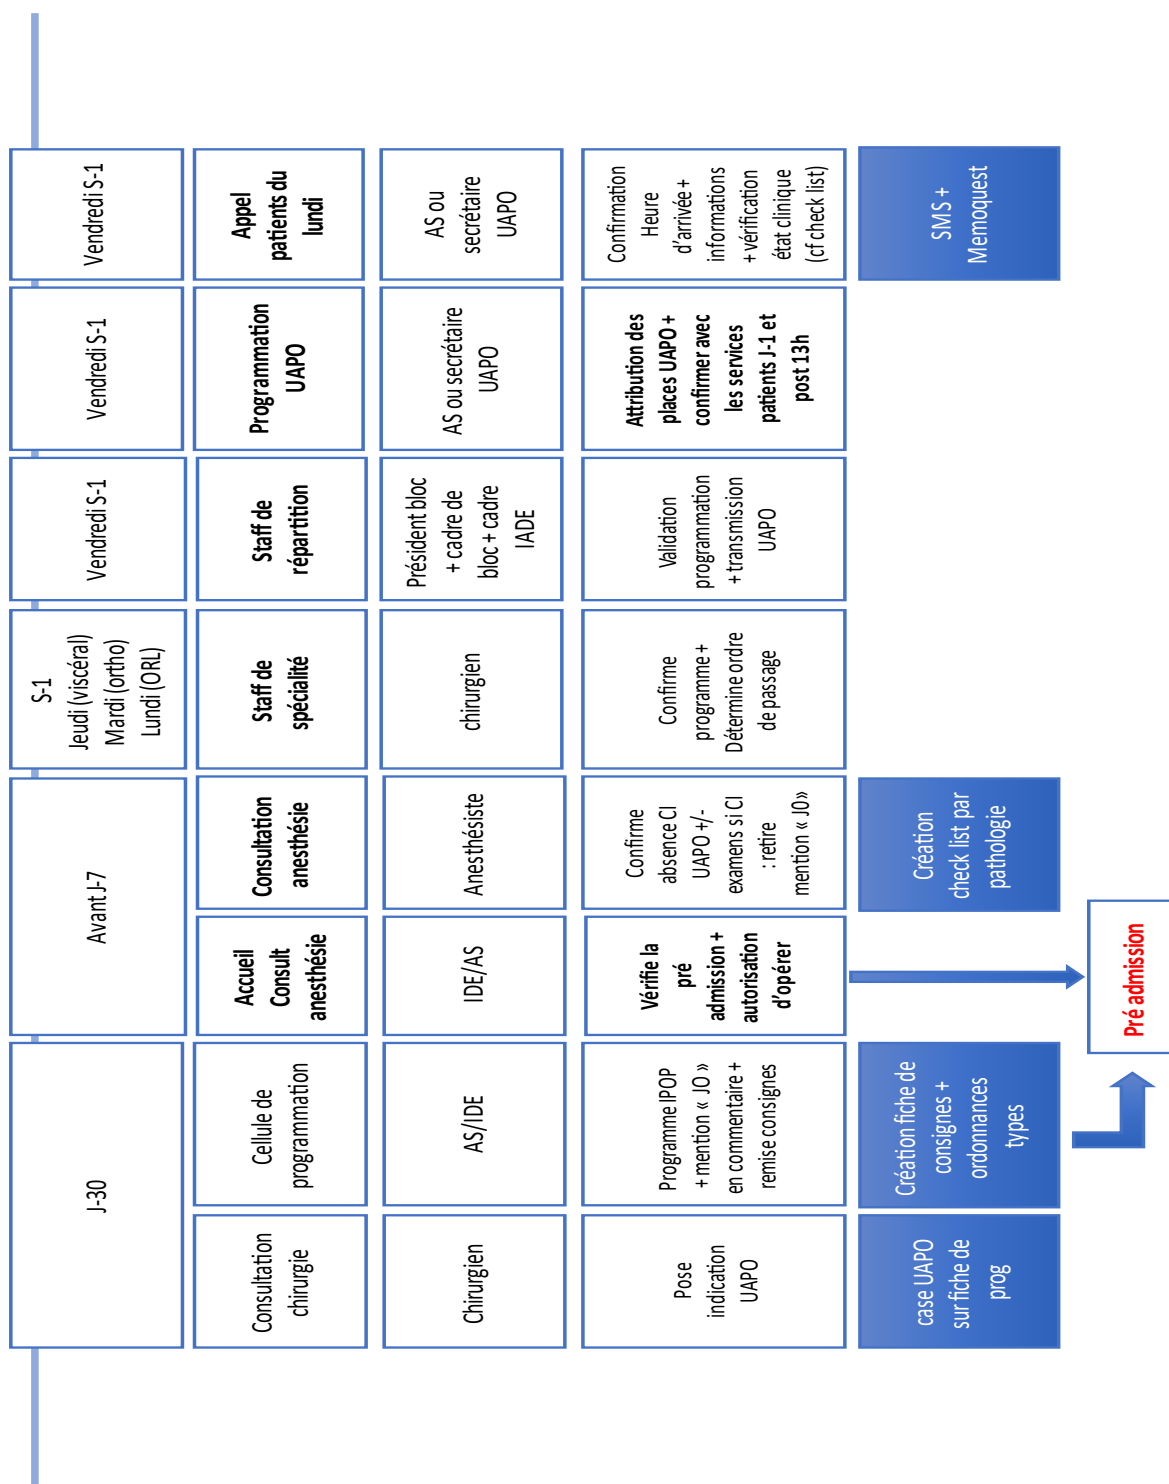 J-30
Avant J-7
S-1
Jeudi (viscéral)
Mardi (ortho)
Lundi (ORL)
Vendredi S-1
Vendredi S-1
Vendredi S-1
Consultation
chirurgie
Cellule de
programmation
Accueil
Consult
anesthésie
Consultation
anesthésie
Staff de
spécialité
Staff de
répartition
Programmation
UAPO
Appel
patients du
lundi
Chirurgien
AS/IDE
IDE/AS
Anesthésiste
chirurgien
Président bloc
+ cadre de
bloc + cadre
IADE
AS ou secrétaire
UAPO
AS ou
secrétaire
UAPO
Pose
indication
UAPO
Programme IPOP
+ mention « JO »
en commentaire +
remise consignes
Vérifie la
pré
admission +
autorisation
d’opérer
Confirme
absence CI
UAPO +/-
examens si CI
: retire
mention « J0»
Confirme
programme +
Détermine ordre
de passage
Validation
programmation
+ transmission
UAPO
Attribution des
places UAPO +
confirmer avec
les services
patients J-1 et
post 13h
Confirmation
Heure
d’arrivée +
informations
+ vérification
état clinique
(cf check list)
case UAPO
sur fiche de
prog
Création fiche de
consignes +
ordonnances
types
Création
check list par
pathologie
SMS +
Memoquest
Pré admission